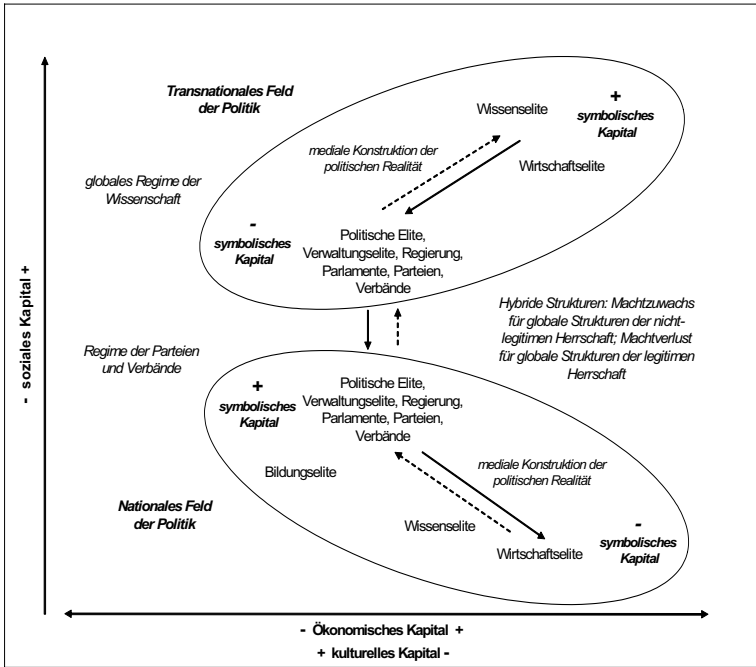 Transnationales Feld
der Politik
Wissenselite
+
symbolisches
Kapital
mediale Konstruktion der
politischen Realität
Wirtschaftselite
globales Regime der
Wissenschaft
-
symbolisches
Kapital
Politische Elite,
Verwaltungselite, Regierung,
Parlamente, Parteien,
Verbände
Hybride Strukturen: Machtzuwachs
für globale Strukturen der nicht-
legitimen Herrschaft; Machtverlust
für globale Strukturen der legitimen
Herrschaft
- soziales Kapital +
Regime der Parteien
und Verbände
+
symbolisches
Kapital
Politische Elite,
Verwaltungselite, Regierung,
Parlamente, Parteien,
Verbände
Bildungselite
mediale Konstruktion der
politischen Realität
Nationales Feld
der Politik
Wissenselite
Wirtschaftselite
-
symbolisches
Kapital
- Ökonomisches Kapital +
+ kulturelles Kapital -